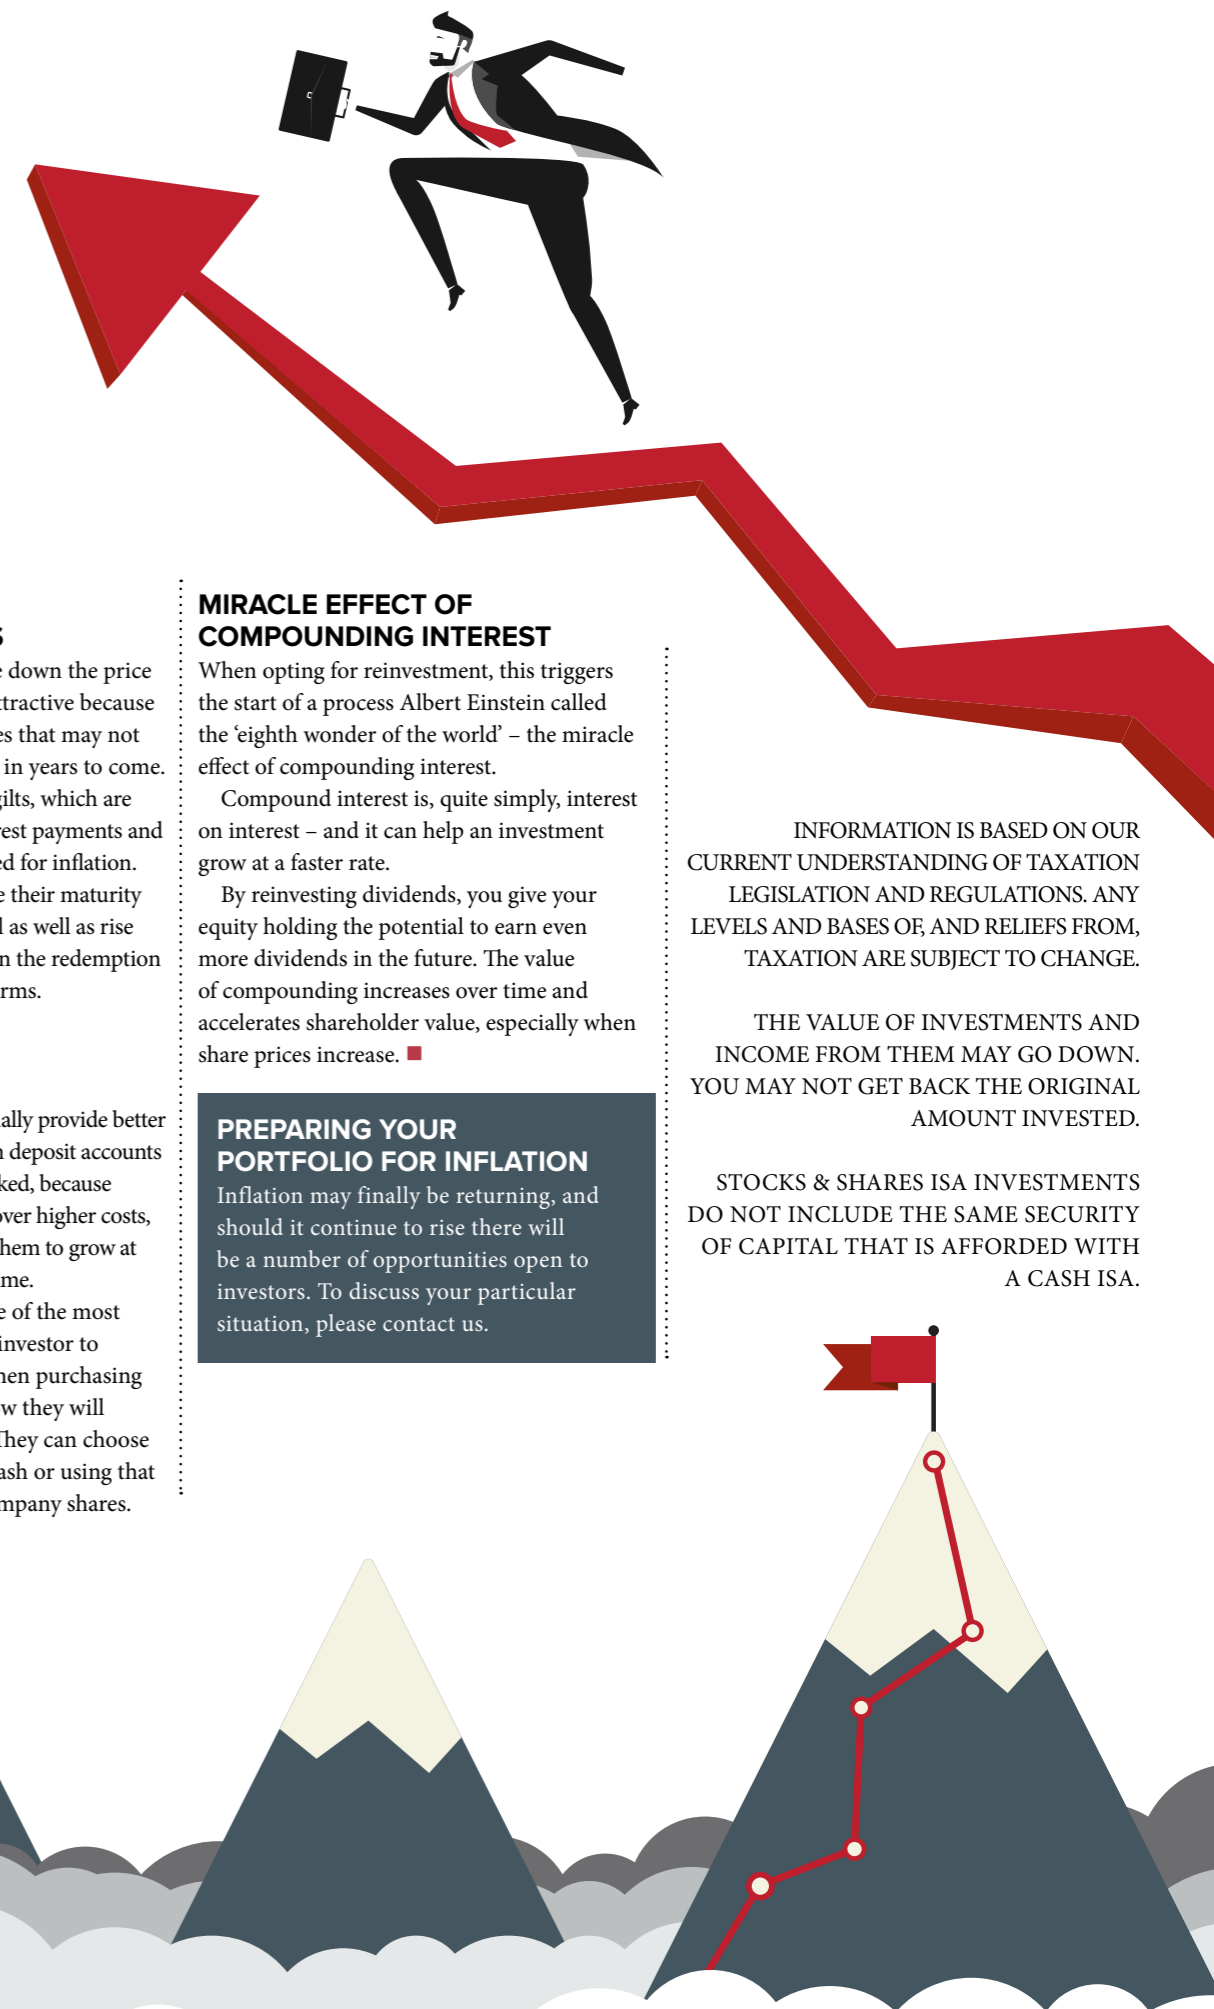 S
e down the price
ttractive because
es that may not
in years to come.
gilts, which are
rest payments and
ed for inflation.
e their maturity
l as well as rise
n the redemption
rms.
ally provide better
n deposit accounts
ked, because
over higher costs,
hem to grow at
me.
e of the most
investor to
hen purchasing
w they will
They can choose
ash or using that
mpany shares.
MIRACLE EFFECT OF
COMPOUNDING INTEREST
When opting for reinvestment, this triggers
the start of a process Albert Einstein called
the ‘eighth wonder of the world’ – the miracle
effect of compounding interest.
Compound interest is, quite simply, interest
on interest – and it can help an investment
grow at a faster rate.
By reinvesting dividends, you give your
equity holding the potential to earn even
more dividends in the future. The value
of compounding increases over time and
accelerates shareholder value, especially when
share prices increase.
PREPARING YOUR
PORTFOLIO FOR INFLATION
Inflation may finally be returning, and
should it continue to rise there will
be a number of opportunities open to
investors. To discuss your particular
situation, please contact us.
INFORMATION IS BASED ON OUR
CURRENT UNDERSTANDING OF TAXATION
LEGISLATION AND REGULATIONS. ANY
LEVELS AND BASES OF, AND RELIEFS FROM,
TAXATION ARE SUBJECT TO CHANGE.
THE VALUE OF INVESTMENTS AND
INCOME FROM THEM MAY GO DOWN.
YOU MAY NOT GET BACK THE ORIGINAL
AMOUNT INVESTED.
STOCKS & SHARES ISA INVESTMENTS
DO NOT INCLUDE THE SAME SECURITY
OF CAPITAL THAT IS AFFORDED WITH
A CASH ISA.